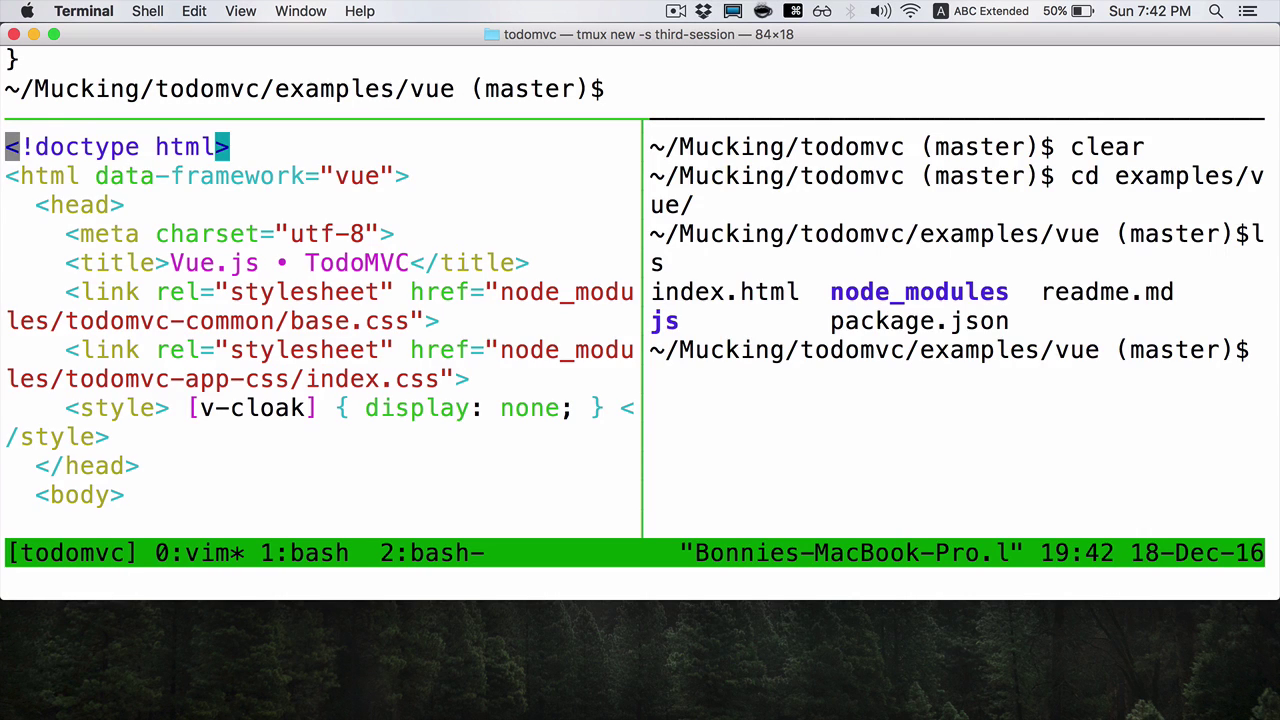 Terminal Shell Edit View Window Help A ABC Extended 50% Sun 7:42 PM
todomvc — tmux new -s third-session — 84×18
}
~/Mucking/todomvc/examples/vue (master)$
<!doctype html>
<html data-framework="vue">
<head>
<meta charset="utf-8">
<title>Vue.js • TodoMVC</title>
<link rel="stylesheet" href="node_modu
les/todomvc-common/base.css">
<link rel="stylesheet" href="node_modu
les/todomvc-app-css/index.css">
<style> [v-cloak] { display: none; } <
/style>
</head>
<body>
~/Mucking/todomvc (master)$ clear
~/Mucking/todomvc (master)$ cd examples/v
ue/
~/Mucking/todomvc/examples/vue (master)$l
s
index.html node_modules readme.md
js package.json
~/Mucking/todomvc/examples/vue (master)$
[todomvc] 0:vim* 1:bash 2:bash- "Bonnies-MacBook-Pro.l" 19:42 18-Dec-16